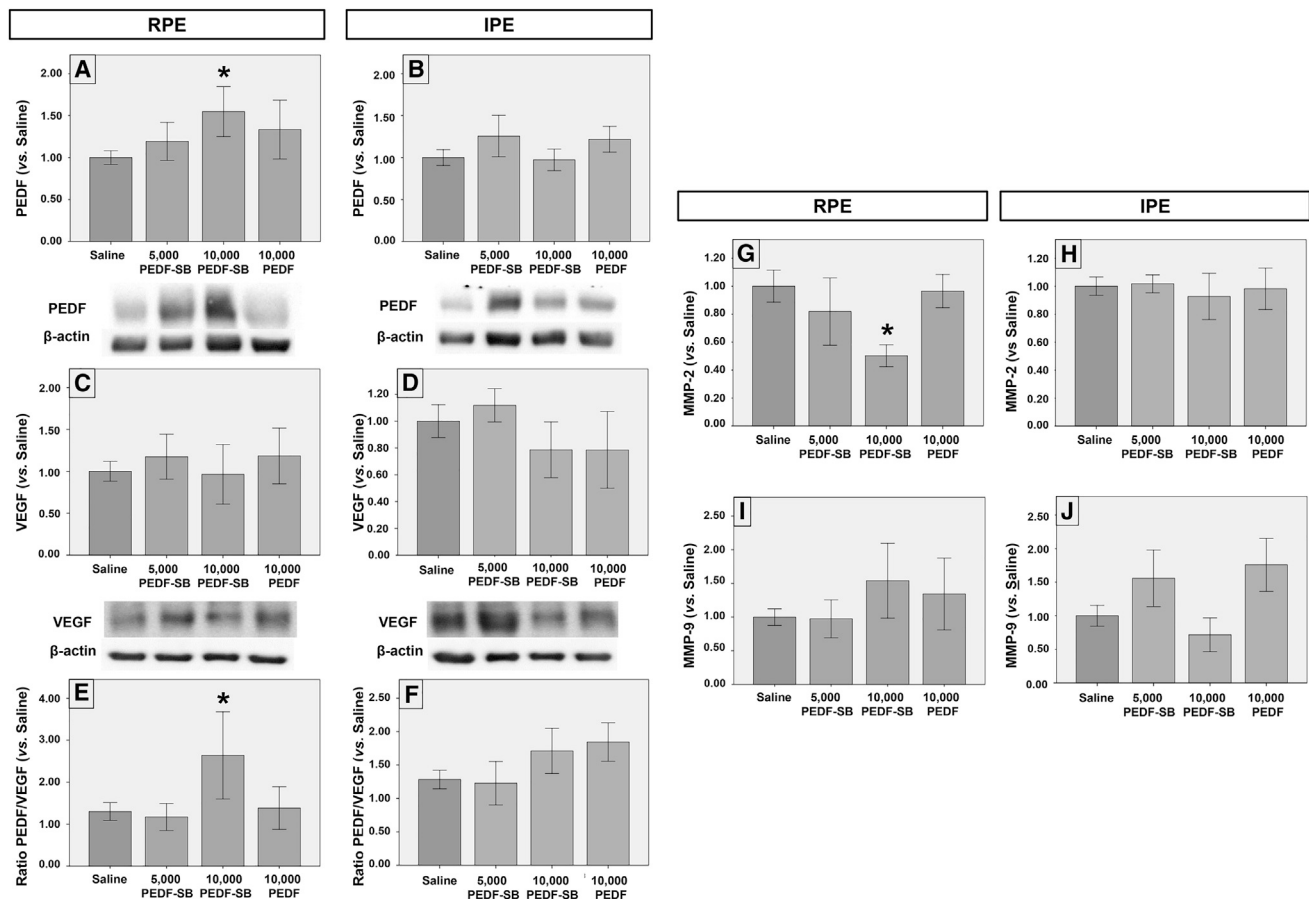 RPE
IPE
A
PEDF (vs. Saline)
2.00
1.50
1.00
0.50
0.00
*
Saline
5,000 PEDF-SB
10,000 PEDF-SB
10,000 PEDF
PEDF
β-actin
B
PEDF (vs. Saline)
2.00
1.50
1.00
0.50
0.00
Saline
5,000 PEDF-SB
10,000 PEDF-SB
10,000 PEDF
PEDF
β-actin
C
VEGF (vs. Saline)
2.00
1.50
1.00
0.50
0.00
Saline
5,000 PEDF-SB
10,000 PEDF-SB
10,000 PEDF
VEGF
β-actin
D
VEGF (vs. Saline)
1.20
1.00
0.80
0.60
0.40
0.20
0.00
Saline
5,000 PEDF-SB
10,000 PEDF-SB
10,000 PEDF
VEGF
β-actin
E
Ratio PEDF/VEGF (vs. Saline)
4.00
3.00
2.00
1.00
0.00
*
Saline
5,000 PEDF-SB
10,000 PEDF-SB
10,000 PEDF
F
Ratio PEDF/VEGF (vs. Saline)
2.50
2.00
1.50
1.00
0.50
0.00
Saline
5,000 PEDF-SB
10,000 PEDF-SB
10,000 PEDF
RPE
IPE
G
MMP-2 (vs. Saline)
1.20
1.00
0.80
0.60
0.40
0.20
0.00
*
Saline
5,000 PEDF-SB
10,000 PEDF-SB
10,000 PEDF
H
MMP-2 (vs Saline)
1.20
1.00
0.80
0.60
0.40
0.20
0.00
Saline
5,000 PEDF-SB
10,000 PEDF-SB
10,000 PEDF
I
MMP-9 (vs. Saline)
2.50
2.00
1.50
1.00
0.50
0.00
Saline
5,000 PEDF-SB
10,000 PEDF-SB
10,000 PEDF
J
MMP-9 (vs. Saline)
2.50
2.00
1.50
1.00
0.50
0.00
Saline
5,000 PEDF-SB
10,000 PEDF-SB
10,000 PEDF